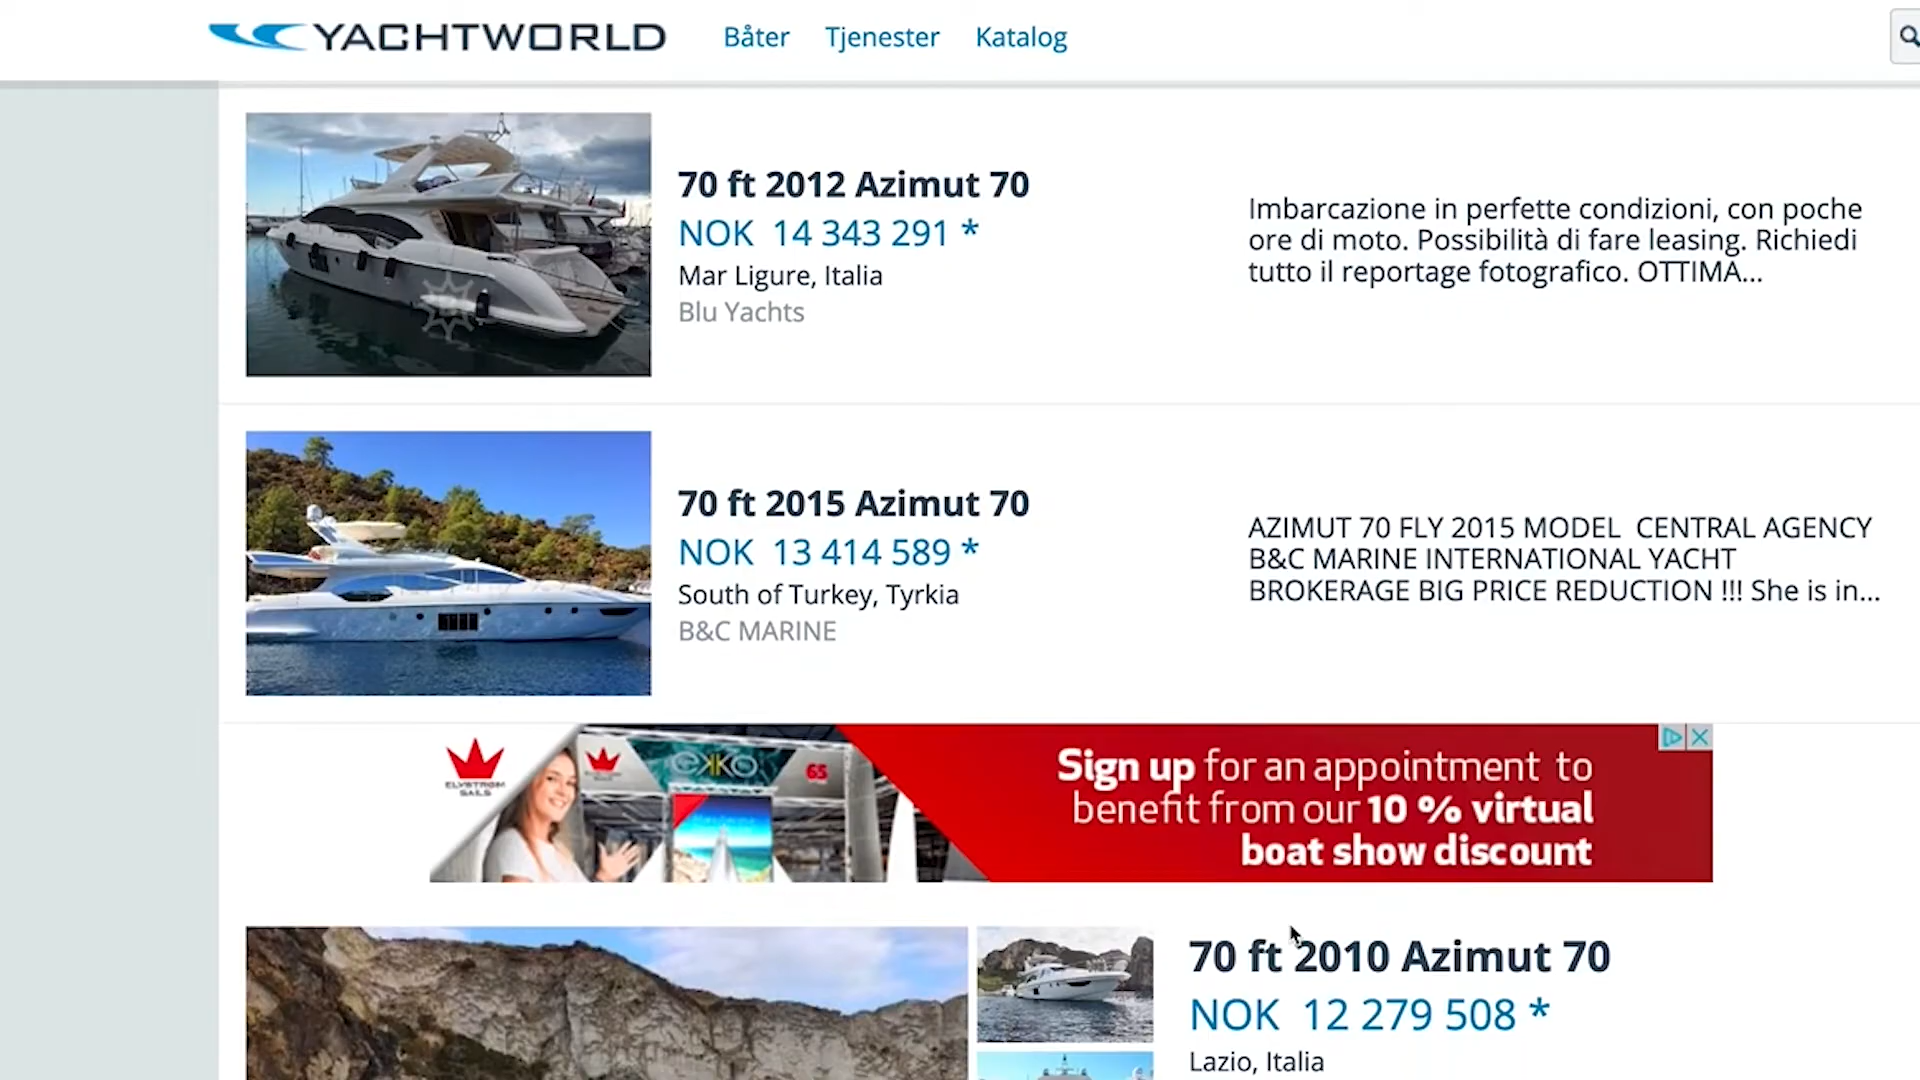 YACHTWORLD
Båter Tjenester Katalog
70 ft 2012 Azimut 70
NOK 14 343 291 *
Mar Ligure, Italia
Blu Yachts
Imbarcazione in perfette condizioni, con poche
ore di moto. Possibilità di fare leasing. Richiedi
tutto il reportage fotografico. OTTIMA...
70 ft 2015 Azimut 70
NOK 13 414 589 *
South of Turkey, Tyrkia
B&C MARINE
AZIMUT 70 FLY 2015 MODEL CENTRAL AGENCY
B&C MARINE INTERNATIONAL YACHT
BROKERAGE BIG PRICE REDUCTION !!! She is in...
ELVSTRØM
SAILS
ekko
65
Sign up for an appointment to
benefit from our 10 % virtual
boat show discount
70 ft 2010 Azimut 70
NOK 12 279 508 *
Lazio, Italia